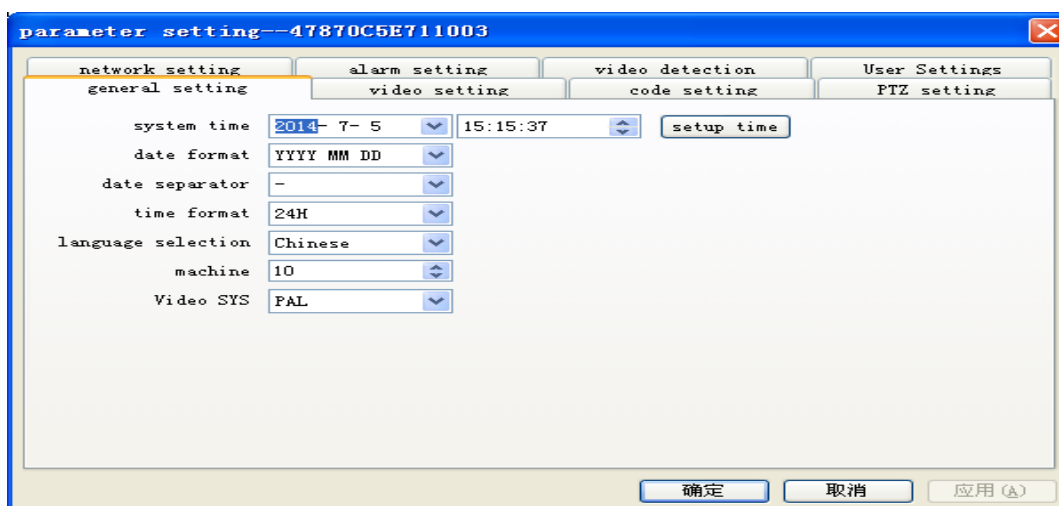 parameter setting--47870C5E711003
network setting alarm setting video detection User Settings
general setting video setting code setting PTZ setting
system time 2014- 7- 5 15:15:37 setup time
date format YYYY MM DD
date separator -
time format 24H
language selection Chinese
machine 10
Video SYS PAL
确定 取消 应用(A)